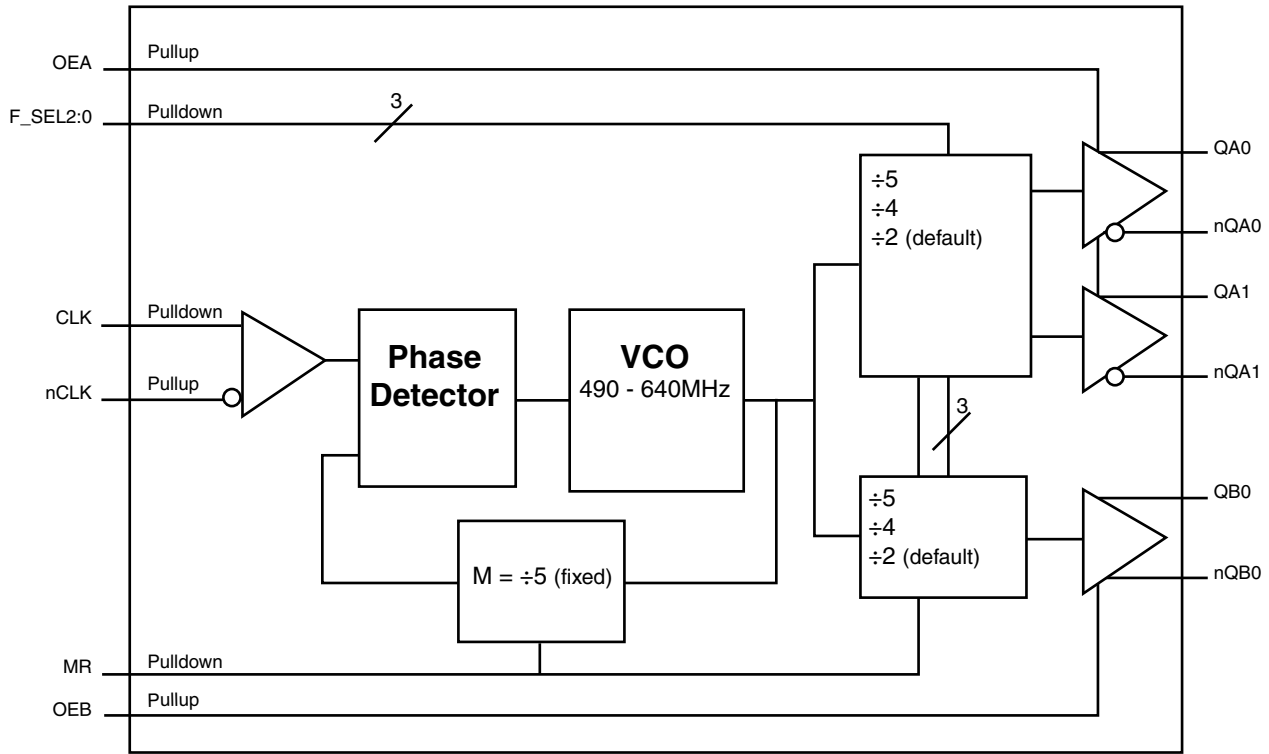 OEA
Pullup
F_SEL2:0
Pulldown
3
QA0
÷5
÷4
÷2 (default)
nQA0
QA1
CLK
Pulldown
Phase
Detector
VCO
490 - 640MHz
nCLK
Pullup
nQA1
3
÷5
÷4
÷2 (default)
QB0
M = ÷5 (fixed)
nQB0
MR
Pulldown
OEB
Pullup